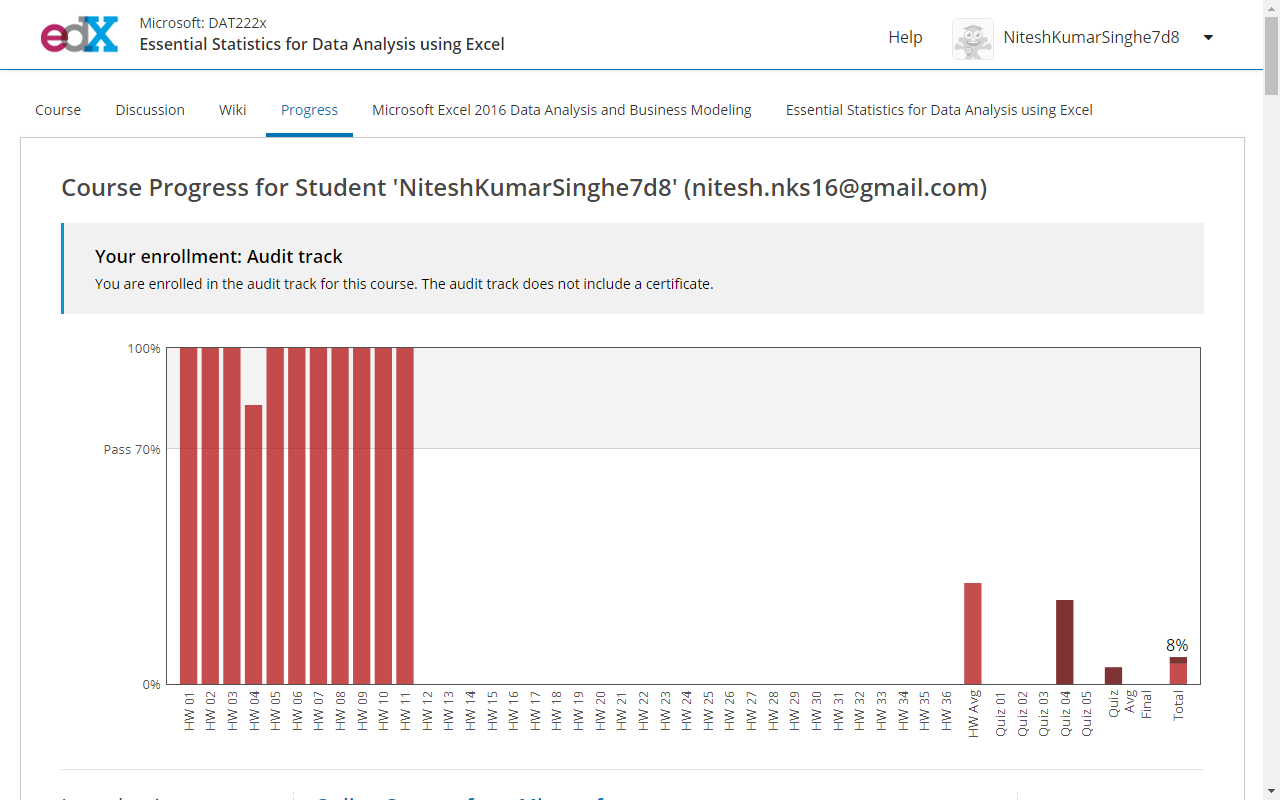 edX
Microsoft: DAT222x
Essential Statistics for Data Analysis using Excel
Help
NiteshKumarSinghe7d8
Course
Discussion
Wiki
Progress
Microsoft Excel 2016 Data Analysis and Business Modeling
Essential Statistics for Data Analysis using Excel
Course Progress for Student 'NiteshKumarSinghe7d8' (nitesh.nks16@gmail.com)
Your enrollment: Audit track
You are enrolled in the audit track for this course. The audit track does not include a certificate.
100%
Pass 70%
0%
8%
HW 01
HW 02
HW 03
HW 04
HW 05
HW 06
HW 07
HW 08
HW 09
HW 10
HW 11
HW 12
HW 13
HW 14
HW 15
HW 16
HW 17
HW 18
HW 19
HW 20
HW 21
HW 22
HW 23
HW 24
HW 25
HW 26
HW 27
HW 28
HW 29
HW 30
HW 31
HW 32
HW 33
HW 34
HW 35
HW 36
HW Avg
Quiz 01
Quiz 02
Quiz 03
Quiz 04
Quiz 05
Quiz
Avg
Final
Total